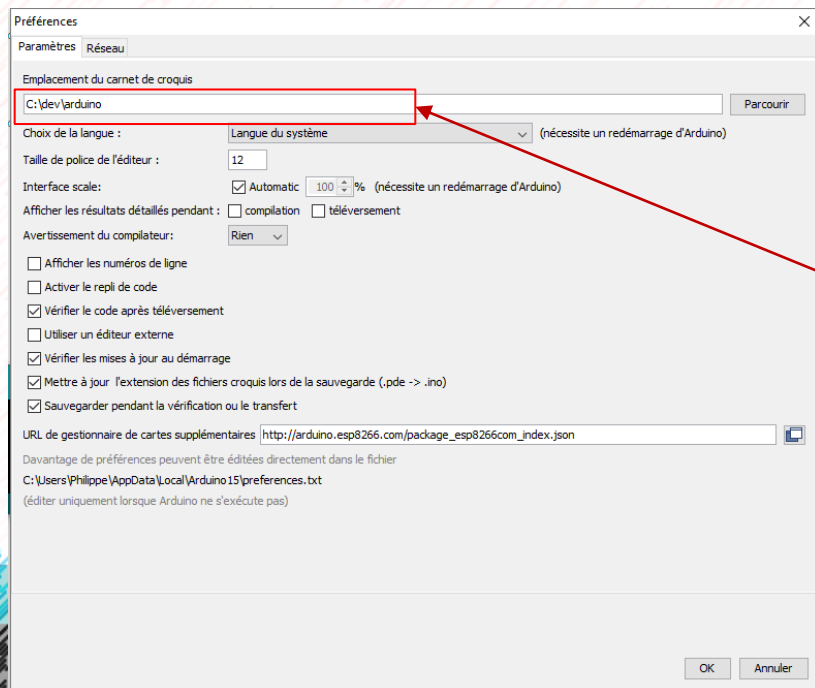 Préférences
Paramètres Réseau
Emplacement du carnet de croquis
C:\dev\arduino Parcourir
Choix de la langue : Langue du système (nécessite un redémarrage d'Arduino)
Taille de police de l'éditeur : 12
Interface scale: Automatic 100 % (nécessite un redémarrage d'Arduino)
Afficher les résultats détaillés pendant : compilation téléversement
Avertissement du compilateur: Rien
Afficher les numéros de ligne
Activer le repli de code
Vérifier le code après téléversement
Utiliser un éditeur externe
Vérifier les mises à jour au démarrage
Mettre à jour l'extension des fichiers croquis lors de la sauvegarde (.pde -> .ino)
Sauvegarder pendant la vérification ou le transfert
URL de gestionnaire de cartes supplémentaires http://arduino.esp8266.com/package_esp8266com_index.json
Davantage de préférences peuvent être éditées directement dans le fichier
C:\Users\Philippe\AppData\Local\Arduino15\preferences.txt
(éditer uniquement lorsque Arduino ne s'exécute pas)
OK Annuler